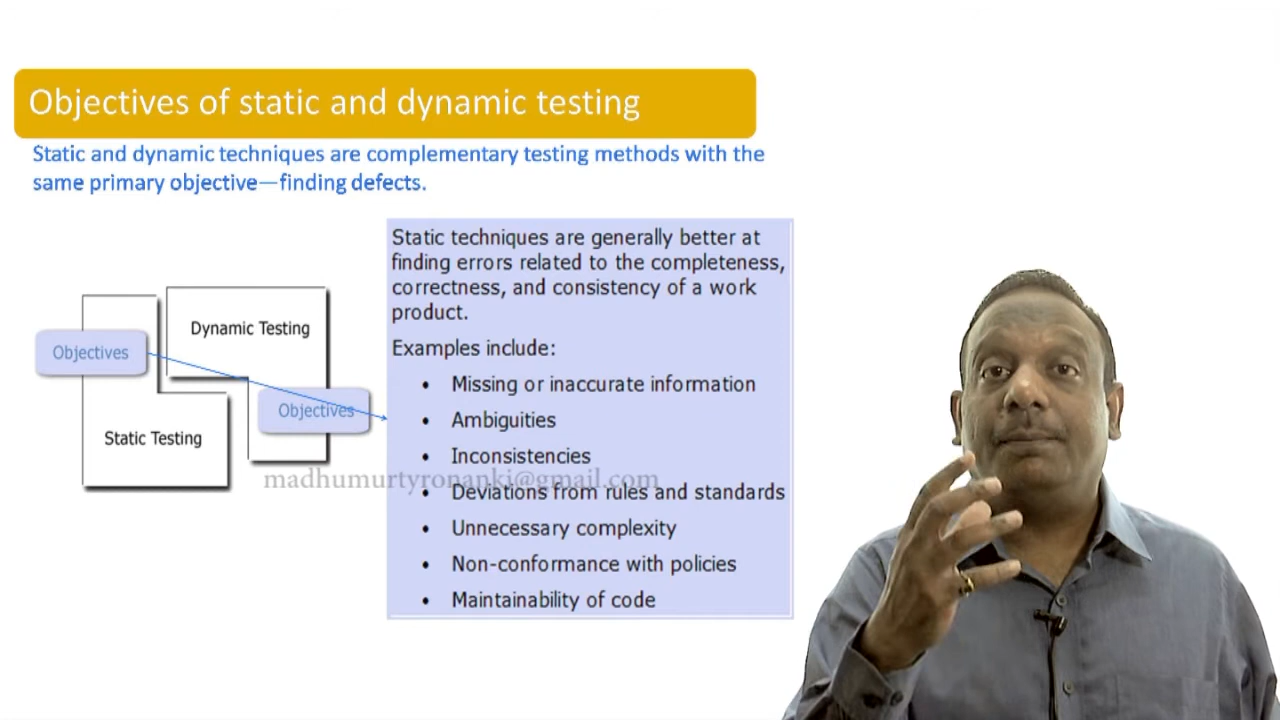 Objectives of static and dynamic testing
Static and dynamic techniques are complementary testing methods with the
same primary objective—finding defects.
Dynamic Testing
Objectives
Objectives
Static Testing
Static techniques are generally better at
finding errors related to the completeness,
correctness, and consistency of a work
product.
Examples include:
• Missing or inaccurate information
• Ambiguities
• Inconsistencies
• Deviations from rules and standards
• Unnecessary complexity
• Non-conformance with policies
• Maintainability of code
madhumurtyronanki@gmail.com